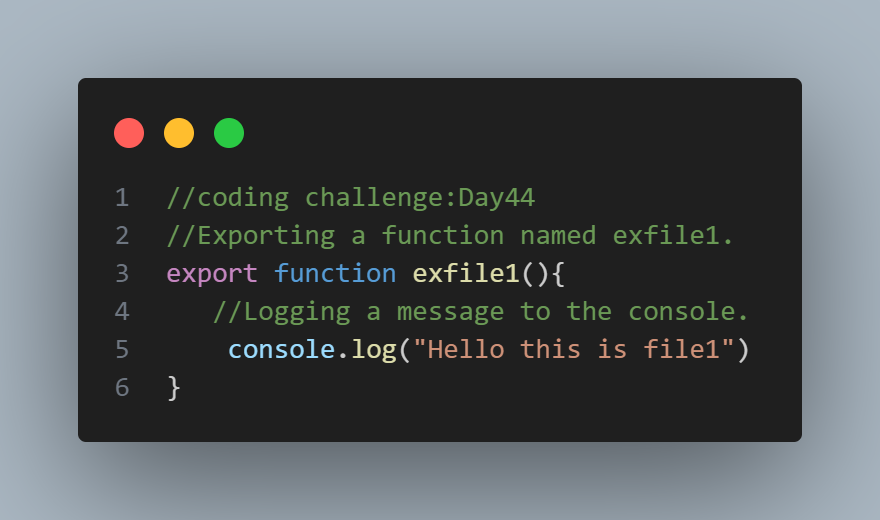 1 //coding challenge:Day44
2 //Exporting a function named exfile1.
3 export function exfile1(){
4    //Logging a message to the console.
5     console.log("Hello this is file1")
6 }